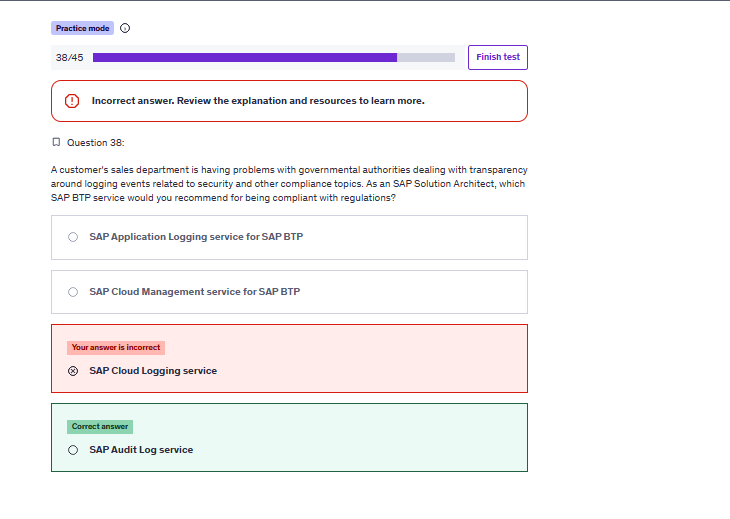 Practice mode
38/45
Finish test
Incorrect answer. Review the explanation and resources to learn more.
Question 38:
A customer's sales department is having problems with governmental authorities dealing with transparency
around logging events related to security and other compliance topics. As an SAP Solution Architect, which
SAP BTP service would you recommend for being compliant with regulations?
SAP Application Logging service for SAP BTP
SAP Cloud Management service for SAP BTP
Your answer is incorrect
SAP Cloud Logging service
Correct answer
SAP Audit Log service